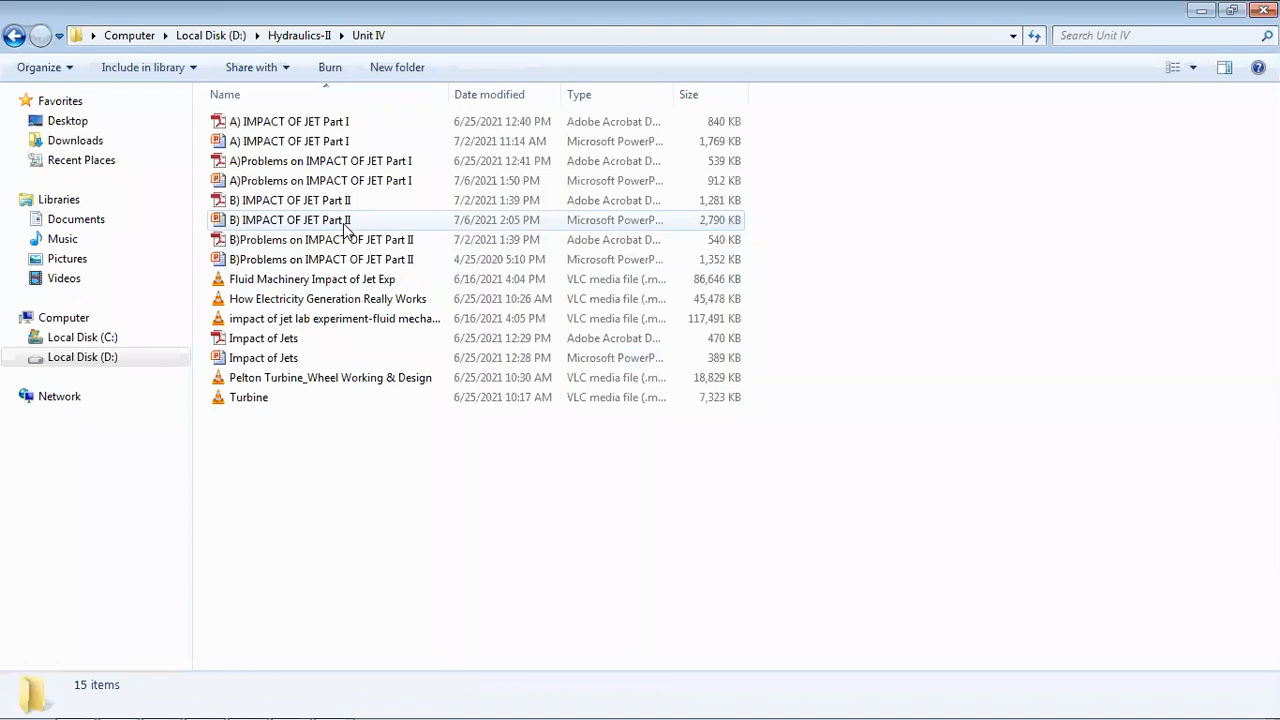 Computer Local Disk (D:) Hydraulics-II Unit IV Search Unit IV
Organize Include in library Share with Burn New folder
Name Date modified Type Size
Favorites
Desktop
Downloads
Recent Places
Libraries
Documents
Music
Pictures
Videos
Computer
Local Disk (C:)
Local Disk (D:)
Network
A) IMPACT OF JET Part I 6/25/2021 12:40 PM Adobe Acrobat D... 840 KB
A) IMPACT OF JET Part I 7/2/2021 11:14 AM Microsoft PowerP... 1,769 KB
A)Problems on IMPACT OF JET Part I 6/25/2021 12:41 PM Adobe Acrobat D... 539 KB
A)Problems on IMPACT OF JET Part I 7/6/2021 1:50 PM Microsoft PowerP... 912 KB
B) IMPACT OF JET Part II 7/2/2021 1:39 PM Adobe Acrobat D... 1,281 KB
B) IMPACT OF JET Part II 7/6/2021 2:05 PM Microsoft PowerP... 2,790 KB
B)Problems on IMPACT OF JET Part II 7/2/2021 1:39 PM Adobe Acrobat D... 540 KB
B)Problems on IMPACT OF JET Part II 4/25/2020 5:10 PM Microsoft PowerP... 1,352 KB
Fluid Machinery Impact of Jet Exp 6/16/2021 4:04 PM VLC media file (.m... 86,646 KB
How Electricity Generation Really Works 6/25/2021 10:26 AM VLC media file (.m... 45,478 KB
impact of jet lab experiment-fluid mecha... 6/16/2021 4:05 PM VLC media file (.m... 117,491 KB
Impact of Jets 6/25/2021 12:29 PM Adobe Acrobat D... 470 KB
Impact of Jets 6/25/2021 12:28 PM Microsoft PowerP... 389 KB
Pelton Turbine_Wheel Working & Design 6/25/2021 10:30 AM VLC media file (.m... 18,829 KB
Turbine 6/25/2021 10:17 AM VLC media file (.m... 7,323 KB
15 items